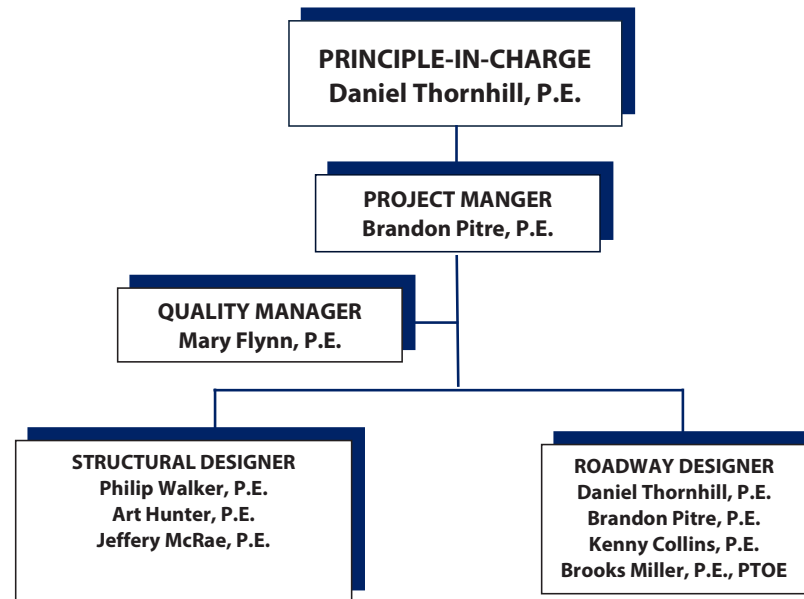 PRINCIPLE-IN-CHARGE
Daniel Thornhill, P.E.
PROJECT MANGER
Brandon Pitre, P.E.
QUALITY MANAGER
Mary Flynn, P.E.
STRUCTURAL DESIGNER
Philip Walker, P.E.
Art Hunter, P.E.
Jeffery McRae, P.E.
ROADWAY DESIGNER
Daniel Thornhill, P.E.
Brandon Pitre, P.E.
Kenny Collins, P.E.
Brooks Miller, P.E., PTOE